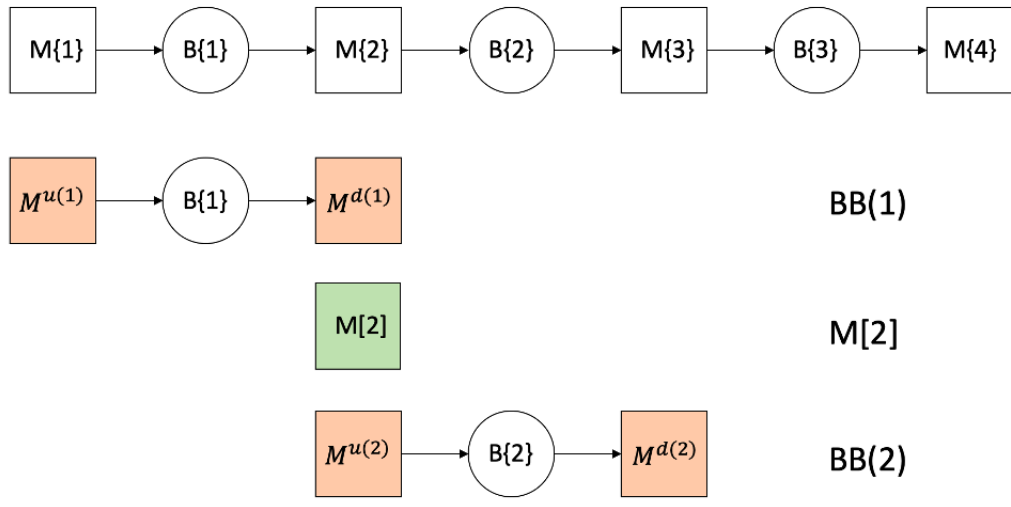 M{1} B{1} M{2} B{2} M{3} B{3} M{4}
M^{u(1)} B{1} M^{d(1)} BB(1)
M[2] M[2]
M^{u(2)} B{2} M^{d(2)} BB(2)